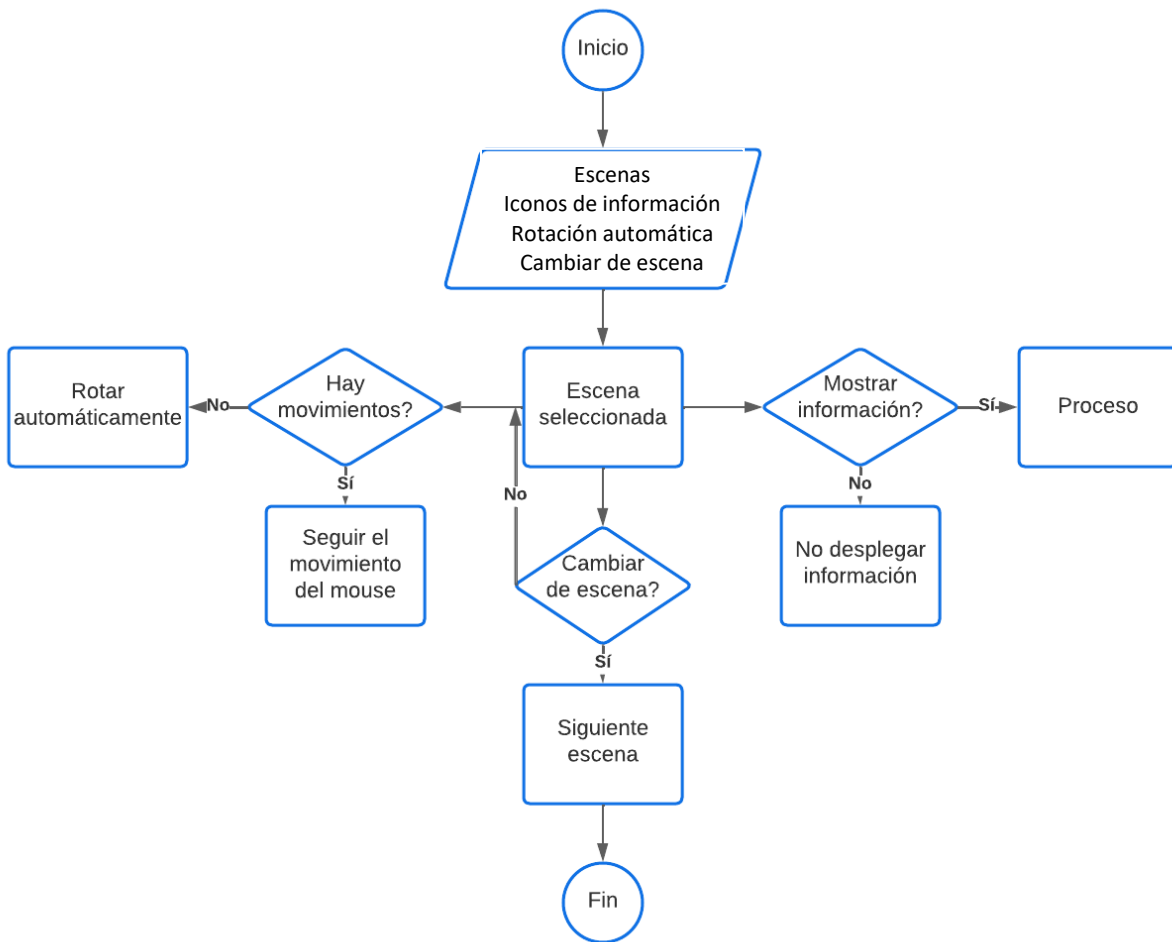 Inicio
Escenas
Iconos de información
Rotación automática
Cambiar de escena
Rotar
automáticamente
No
Hay
movimientos?
Escena
seleccionada
Mostrar
información?
Sí
Proceso
Sí
No
No
Seguir el
movimiento
del mouse
Cambiar
de escena?
No desplegar
información
Sí
Siguiente
escena
Fin